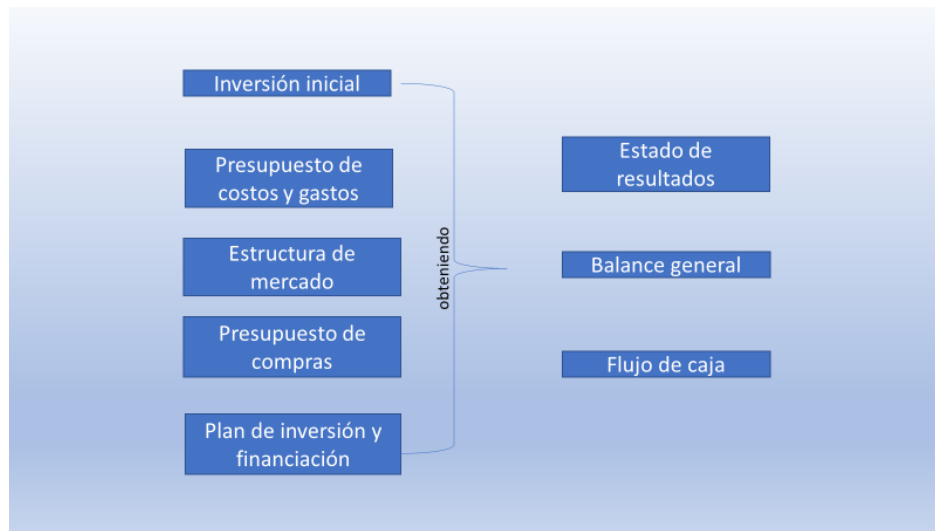 Inversión inicial
Presupuesto de
costos y gastos
Estructura de
mercado
Presupuesto de
compras
Plan de inversión y
financiación
obteniendo
Estado de
resultados
Balance general
Flujo de caja